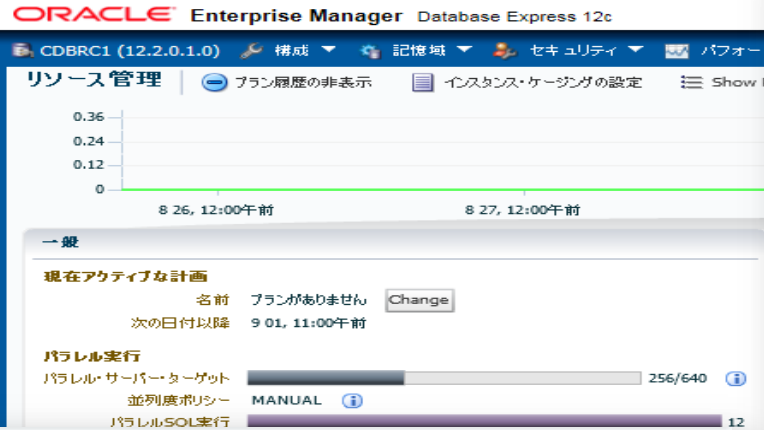 ORACLE Enterprise Manager Database Express 12c
CDBRC1 (12.2.0.1.0) 構成 記憶域 セキュリティ パフォー
リソース管理 プラン履歴の非表示 インスタンス・ケージングの設定 Show
0.36
0.24
0.12
0
8 26, 12:00午前 8 27, 12:00午前
一般
現在アクティブな計画
名前 プランがありません Change
次の日付以降 9 01, 11:00午前
パラレル実行
パラレル・サーバー・ターゲット 256/640
並列度ポリシー MANUAL
パラレルSQL実行 12